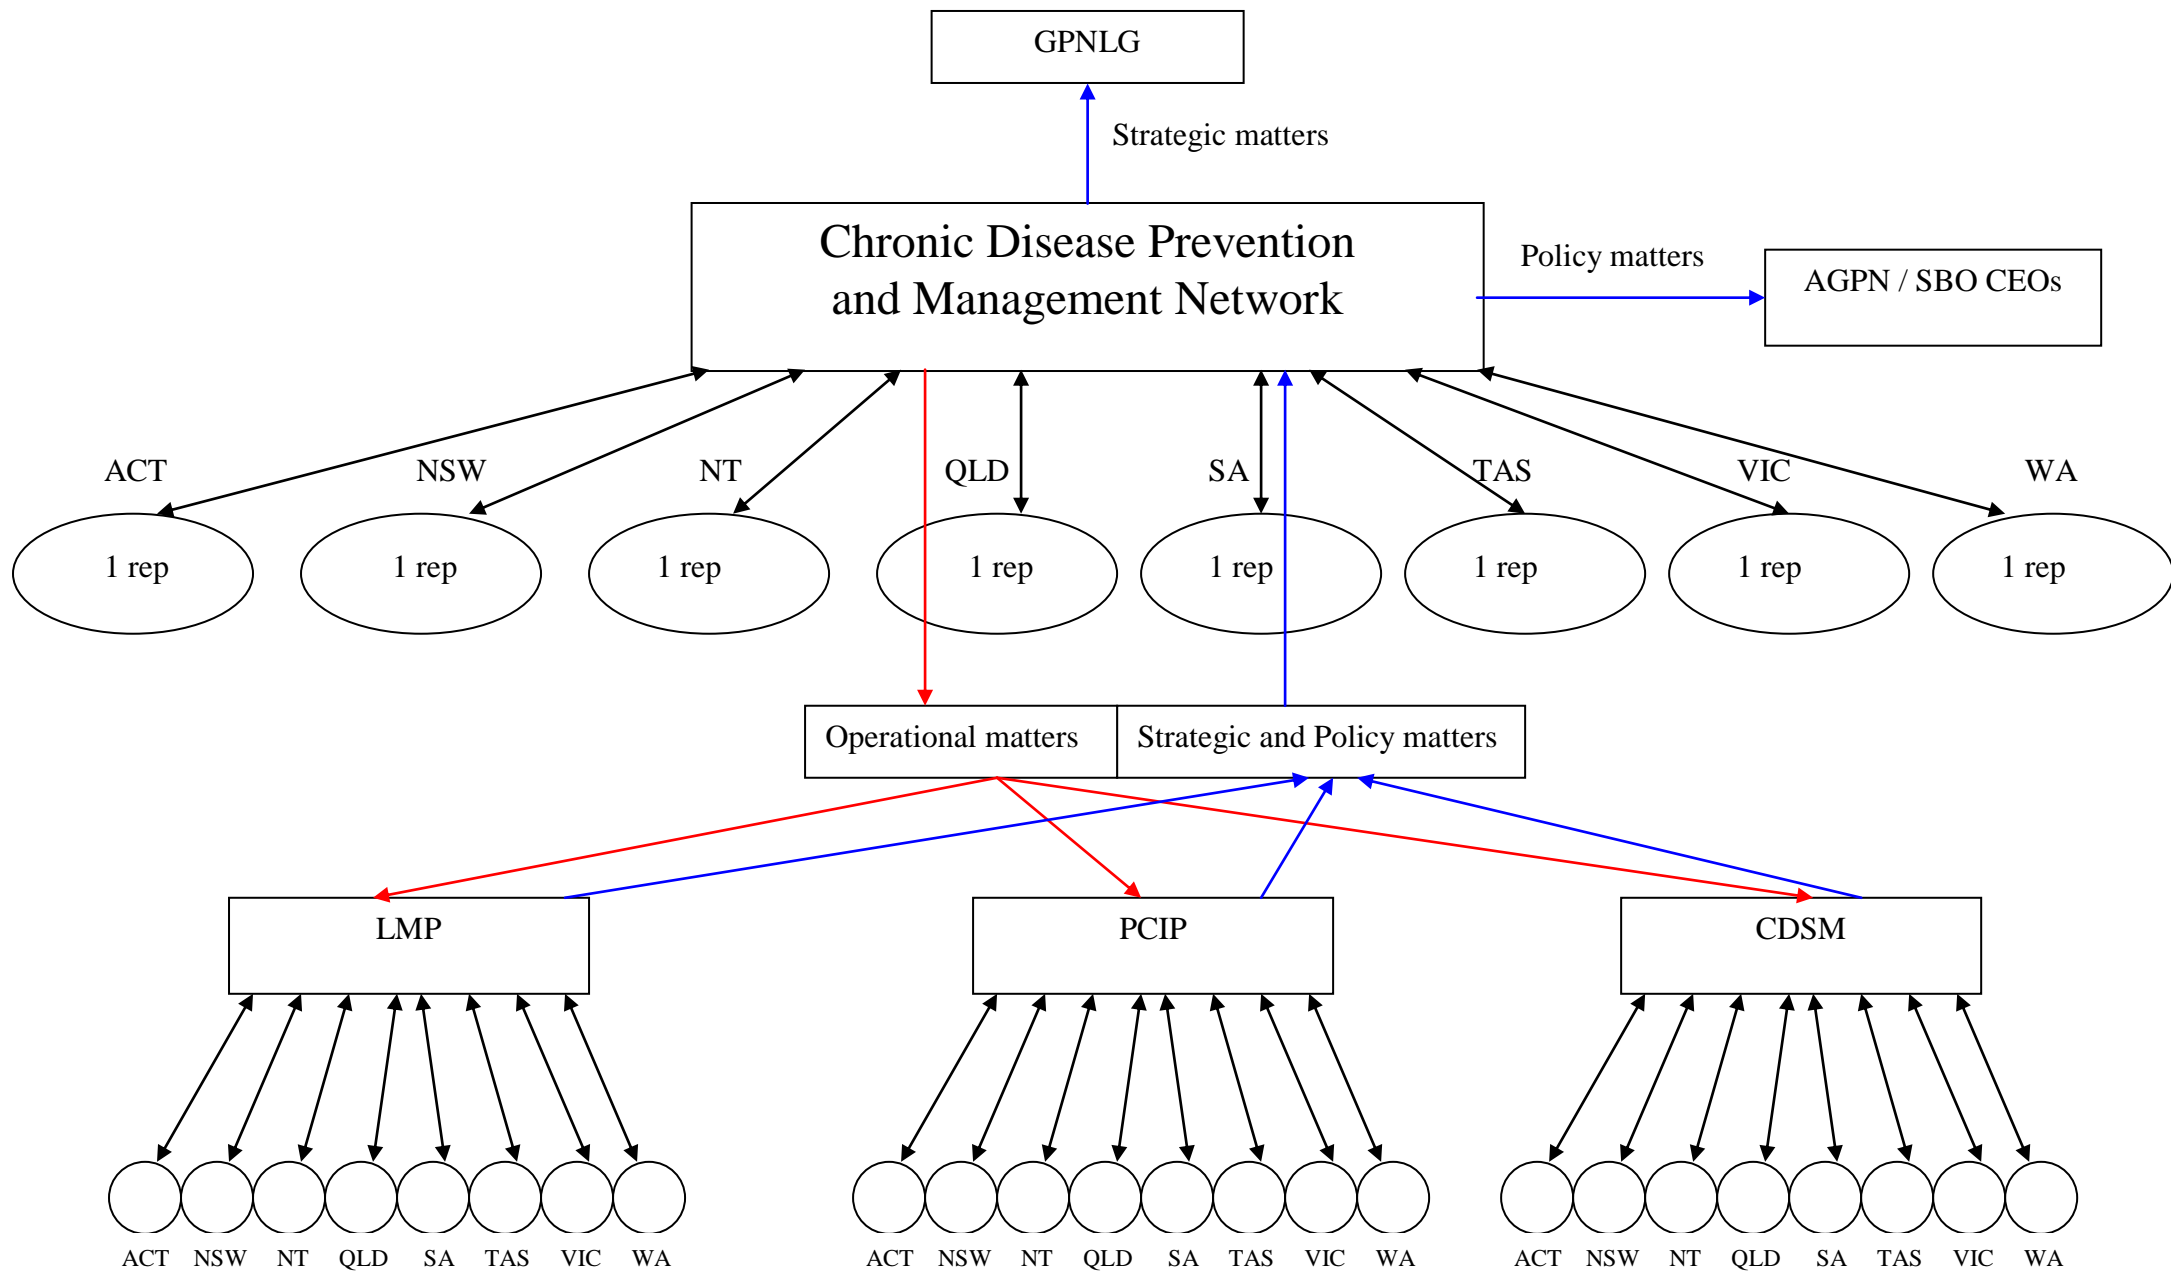 GPNLG
Strategic matters
Chronic Disease Prevention
and Management Network
Policy matters
AGPN / SBO CEOs
ACT
NSW
NT
QLD
SA
TAS
VIC
WA
1 rep
1 rep
1 rep
1 rep
1 rep
1 rep
1 rep
1 rep
Operational matters
Strategic and Policy matters
LMP
PCIP
CDSM
ACT NSW NT QLD SA TAS VIC WA
ACT NSW NT QLD SA TAS VIC WA
ACT NSW NT QLD SA TAS VIC WA